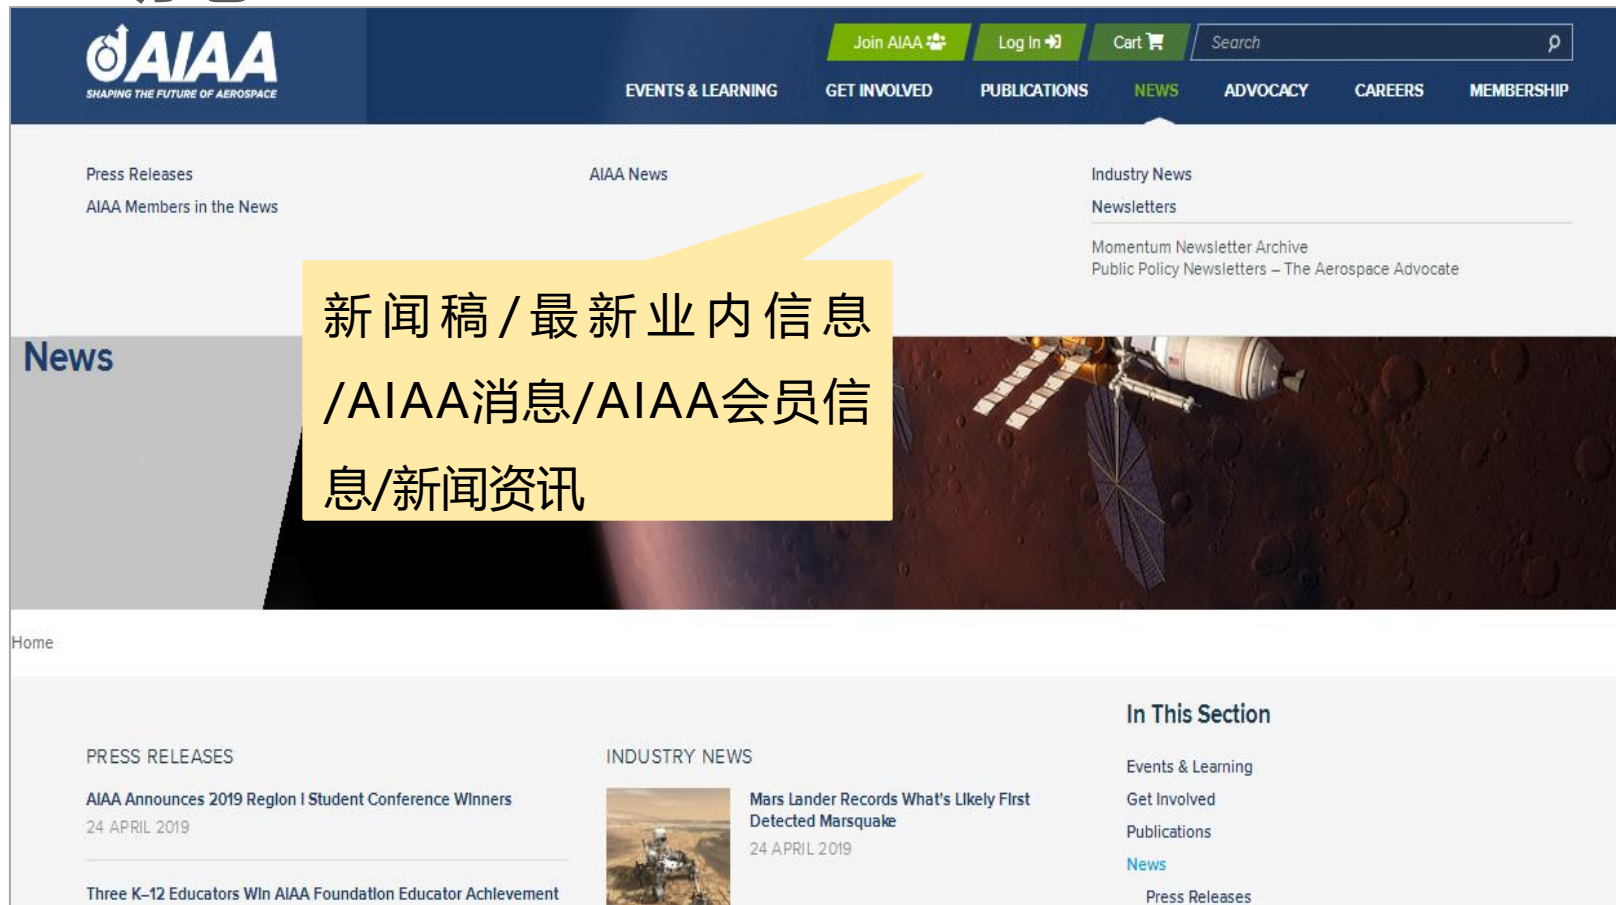 AIAA
SHAPING THE FUTURE OF AEROSPACE
Join AIAA
Log In
Cart
Search
EVENTS & LEARNING
GET INVOLVED
PUBLICATIONS
NEWS
ADVOCACY
CAREERS
MEMBERSHIP
Press Releases
AIAA Members in the News
AIAA News
Industry News
Newsletters
Momentum Newsletter Archive
Public Policy Newsletters – The Aerospace Advocate
新闻稿/最新业内信息
/AIAA消息/AIAA会员信
息/新闻资讯
News
Home
PRESS RELEASES
AIAA Announces 2019 Region I Student Conference Winners
24 APRIL 2019
Three K–12 Educators Win AIAA Foundation Educator Achievement
INDUSTRY NEWS
Mars Lander Records What's Likely First
Detected Marsquake
24 APRIL 2019
In This Section
Events & Learning
Get Involved
Publications
News
Press Releases